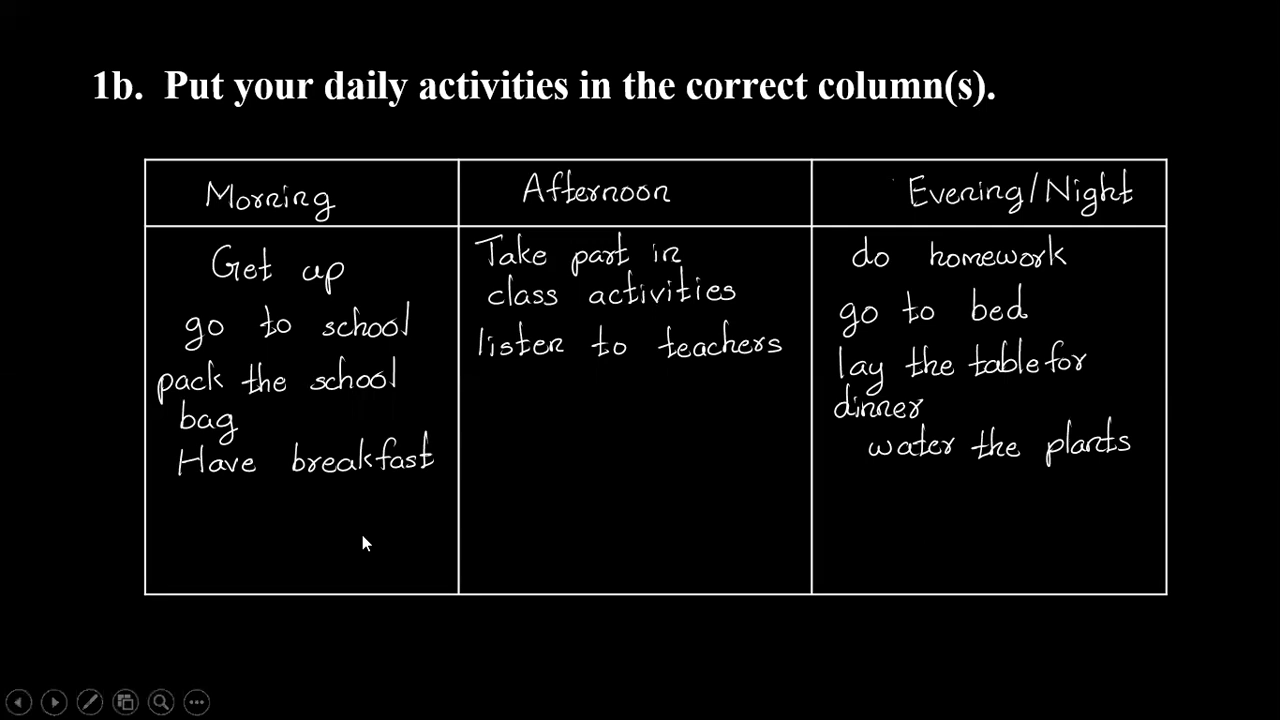 1b. Put your daily activities in the correct column(s).
Morning
Afternoon
Evening/Night
Get up
go to school
pack the school
bag
Have breakfast
Take part in
class activities
listen to teachers
do homework
go to bed
lay the table for
dinner
water the plants